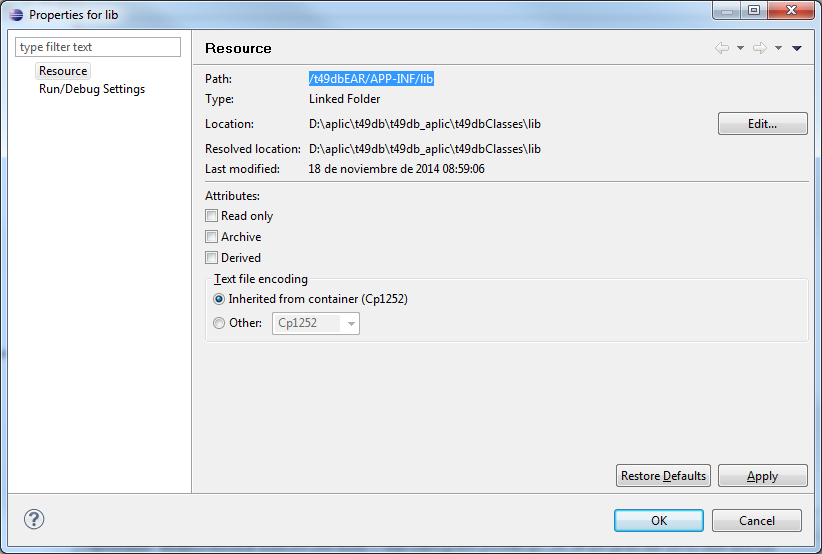 Properties for lib
type filter text
Resource
Run/Debug Settings
Resource
Path: /t49dbEAR/APP-INF/lib
Type: Linked Folder
Location: D:\aplic\t49db\t49db_aplic\t49dbClasses\lib
Edit...
Resolved location: D:\aplic\t49db\t49db_aplic\t49dbClasses\lib
Last modified: 18 de noviembre de 2014 08:59:06
Attributes:
Read only
Archive
Derived
Text file encoding
Inherited from container (Cp1252)
Other: Cp1252
Restore Defaults Apply
OK Cancel